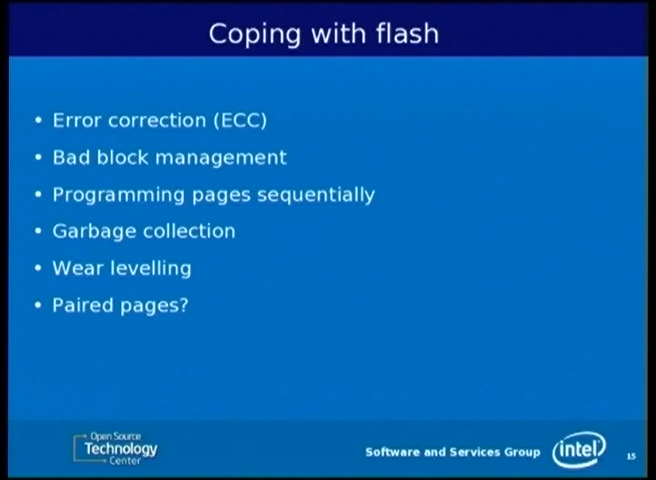 Coping with flash
• Error correction (ECC)
• Bad block management
• Programming pages sequentially
• Garbage collection
• Wear levelling
• Paired pages?
Open Source
Technology
Center
Software and Services Group
intel
15